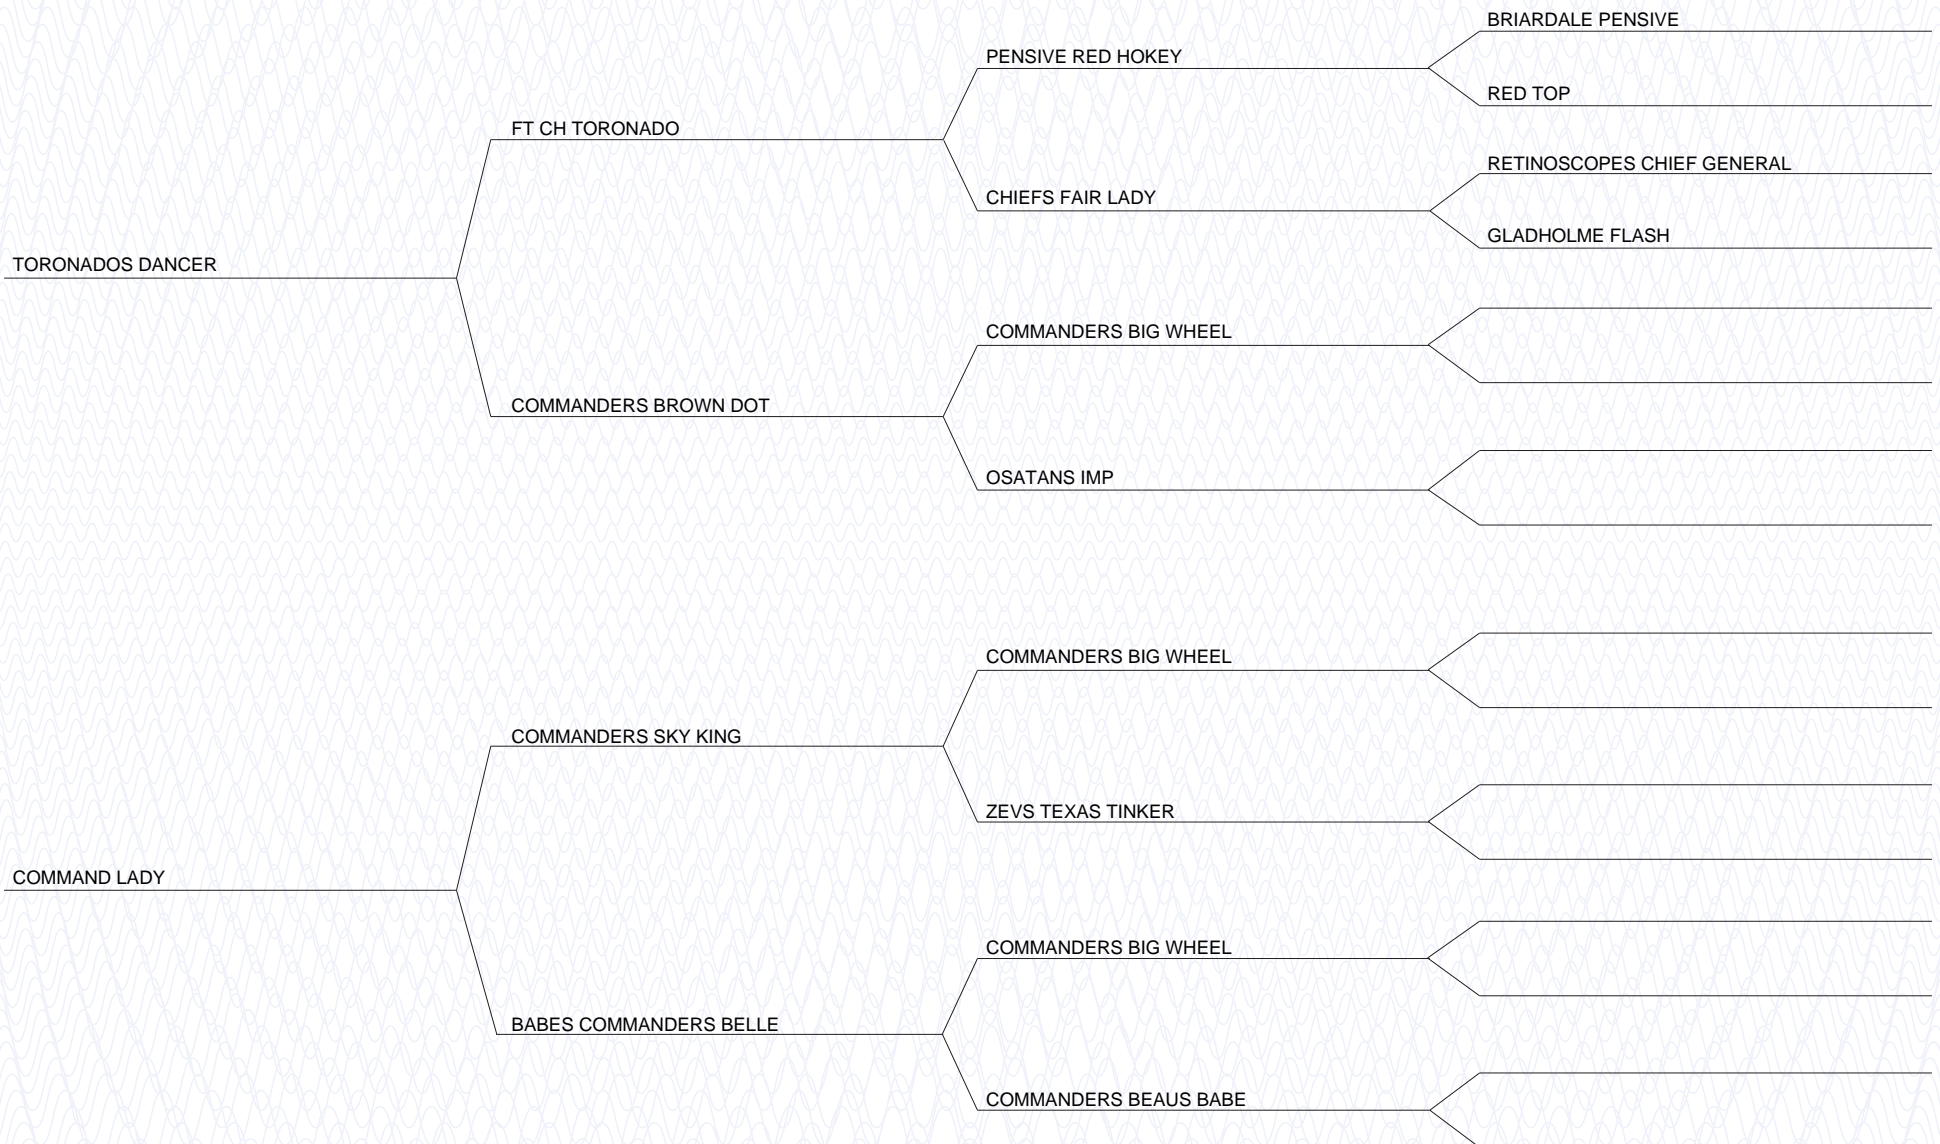 BRIARDALE PENSIVE
PENSIVE RED HOKEY
RED TOP
FT CH TORONADO
RETINOSCOPES CHIEF GENERAL
CHIEFS FAIR LADY
GLADHOLME FLASH
TORONADOS DANCER
COMMANDERS BIG WHEEL
COMMANDERS BROWN DOT
OSATANS IMP
COMMANDERS BIG WHEEL
COMMANDERS SKY KING
ZEVS TEXAS TINKER
COMMAND LADY
COMMANDERS BIG WHEEL
BABES COMMANDERS BELLE
COMMANDERS BEAUS BABE